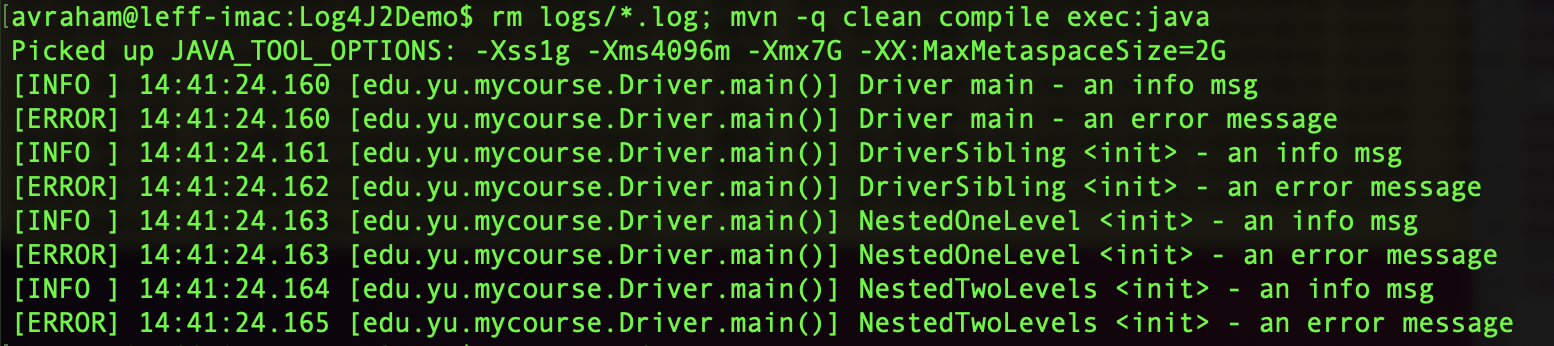 [avraham@leff-imac:Log4J2Demo$ rm logs/*.log; mvn -q clean compile exec:java
Picked up JAVA_TOOL_OPTIONS: -Xss1g -Xms4096m -Xmx7G -XX:MaxMetaspaceSize=2G
[INFO ] 14:41:24.160 [edu.yu.mycourse.Driver.main()] Driver main - an info msg
[ERROR] 14:41:24.160 [edu.yu.mycourse.Driver.main()] Driver main - an error message
[INFO ] 14:41:24.161 [edu.yu.mycourse.Driver.main()] DriverSibling <init> - an info msg
[ERROR] 14:41:24.162 [edu.yu.mycourse.Driver.main()] DriverSibling <init> - an error message
[INFO ] 14:41:24.163 [edu.yu.mycourse.Driver.main()] NestedOneLevel <init> - an info msg
[ERROR] 14:41:24.163 [edu.yu.mycourse.Driver.main()] NestedOneLevel <init> - an error message
[INFO ] 14:41:24.164 [edu.yu.mycourse.Driver.main()] NestedTwoLevels <init> - an info msg
[ERROR] 14:41:24.165 [edu.yu.mycourse.Driver.main()] NestedTwoLevels <init> - an error message